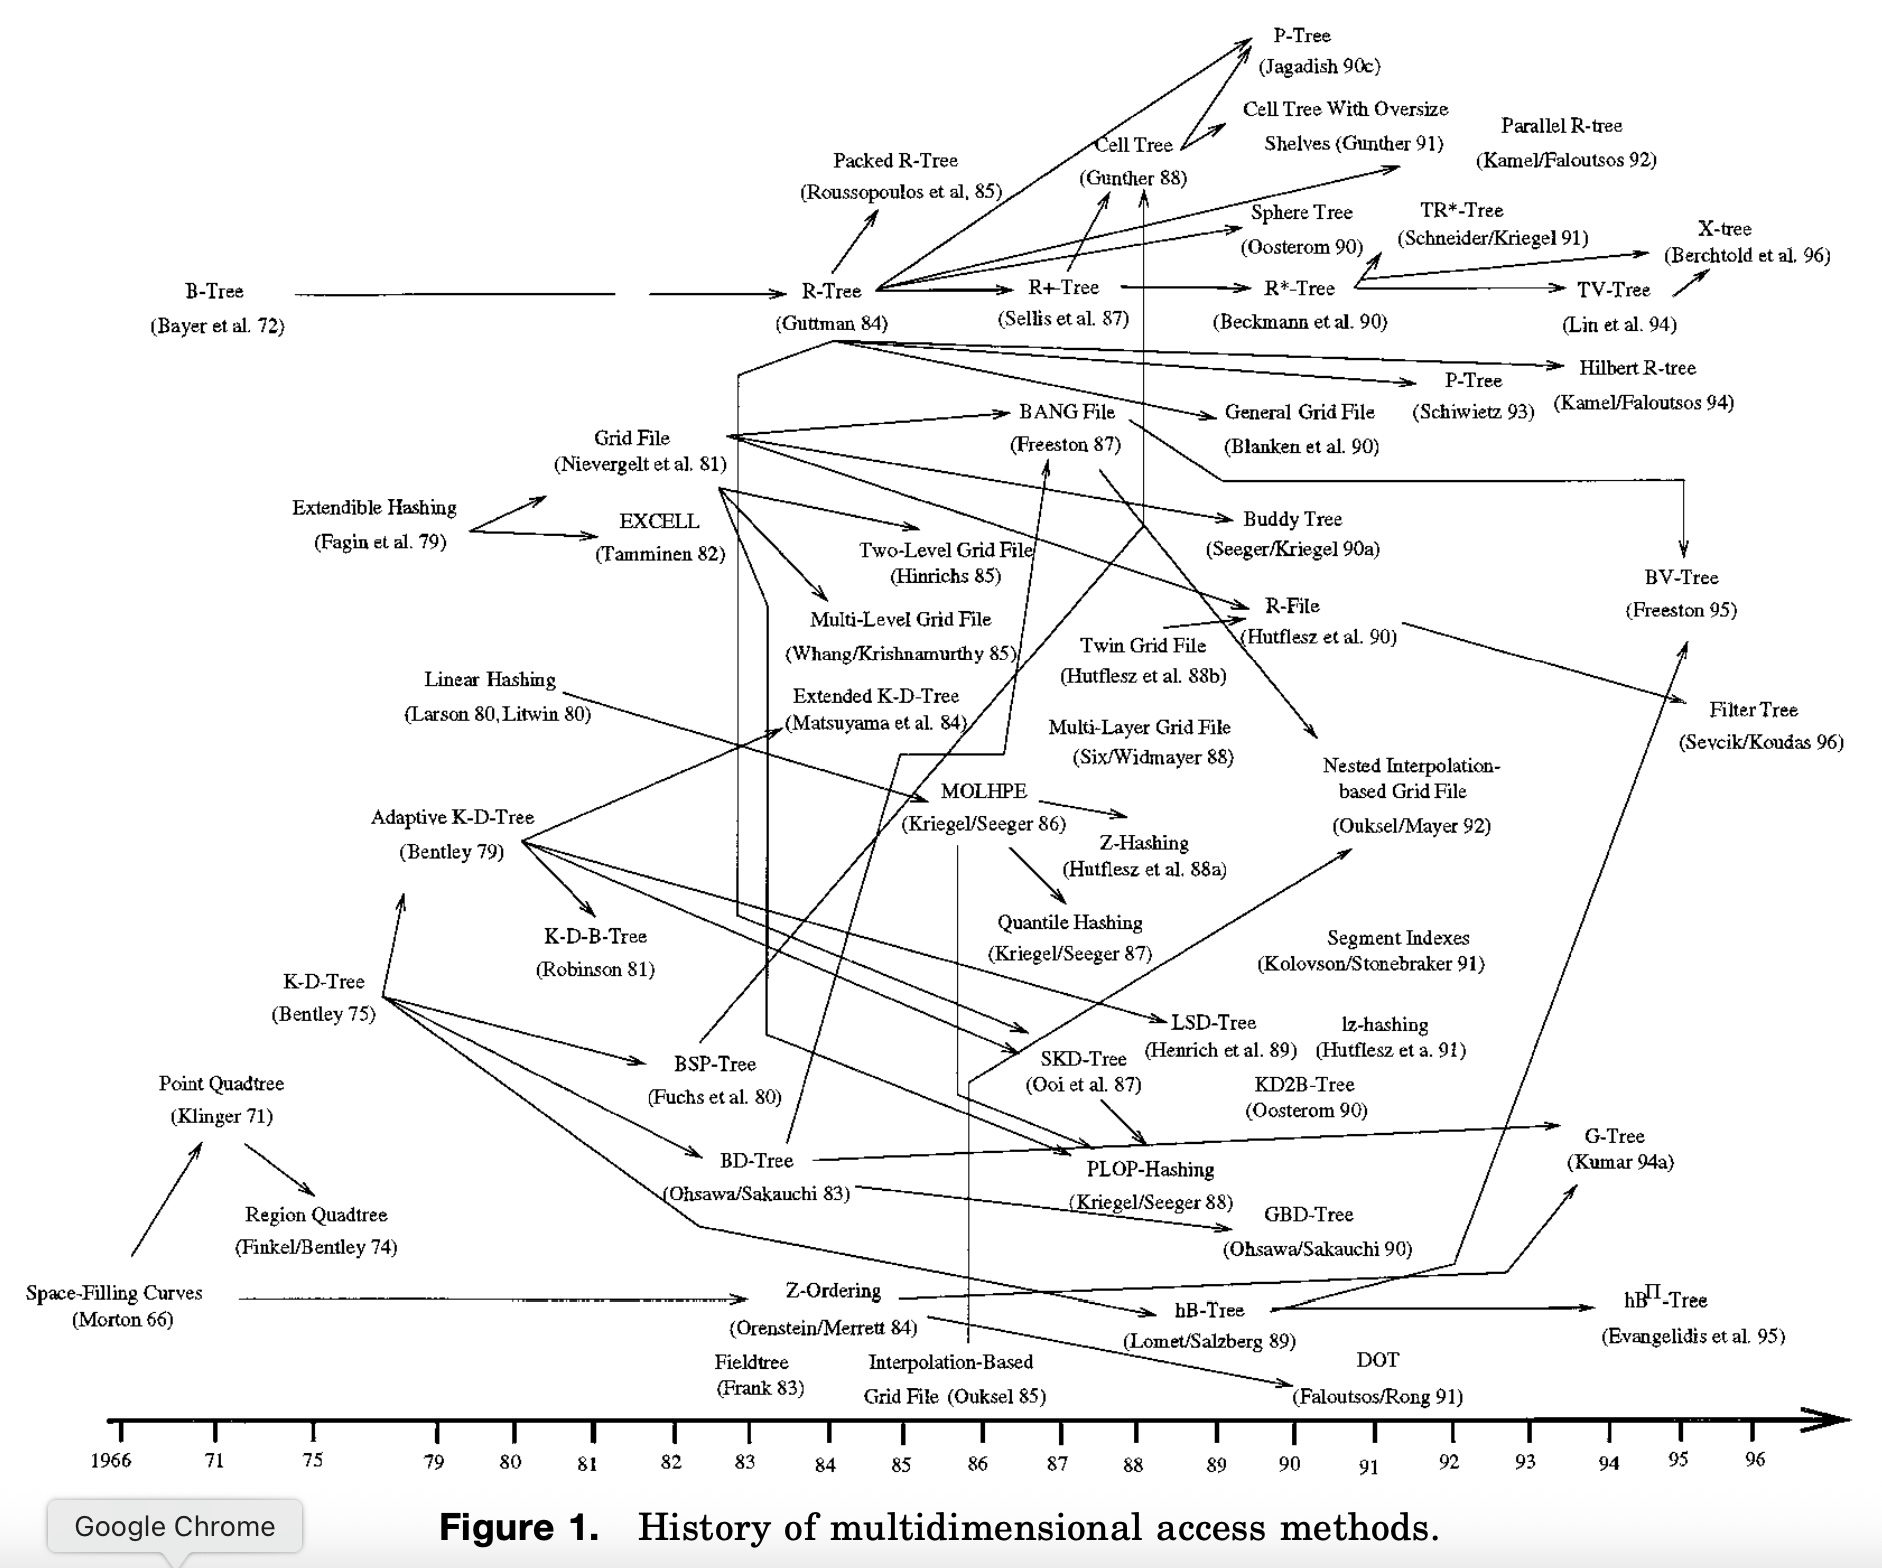 P-Tree
(Jagadish 90c)
Cell Tree With Oversize
Shelves (Gunther 91)
Parallel R-tree
(Kamel/Faloutsos 92)
Cell Tree
(Gunther 88)
Packed R-Tree
(Roussopoulos et al, 85)
Sphere Tree
(Oosterom 90)
TR*-Tree
(Schneider/Kriegel 91)
X-tree
(Berchtold et al. 96)
B-Tree
(Bayer et al. 72)
R-Tree
(Guttman 84)
R+-Tree
(Sellis et al. 87)
R*-Tree
(Beckmann et al. 90)
TV-Tree
(Lin et al. 94)
Hilbert R-tree
(Kamel/Faloutsos 94)
P-Tree
(Schiwietz 93)
BANG File
(Freeston 87)
General Grid File
(Blanken et al. 90)
Grid File
(Nievergelt et al. 81)
Extendible Hashing
(Fagin et al. 79)
EXCELL
(Tamminen 82)
Two-Level Grid File
(Hinrichs 85)
Buddy Tree
(Seeger/Kriegel 90a)
BV-Tree
(Freeston 95)
Multi-Level Grid File
(Whang/Krishnamurthy 85)
R-File
(Hutflesz et al. 90)
Twin Grid File
(Hutflesz et al. 88b)
Linear Hashing
(Larson 80, Litwin 80)
Extended K-D-Tree
(Matsuyama et al. 84)
Multi-Layer Grid File
(Six/Widmayer 88)
Filter Tree
(Sevcik/Koudas 96)
Nested Interpolation-
based Grid File
(Ouksel/Mayer 92)
MOLHPE
(Kriegel/Seeger 86)
Adaptive K-D-Tree
(Bentley 79)
Z-Hashing
(Hutflesz et al. 88a)
Quantile Hashing
(Kriegel/Seeger 87)
K-D-B-Tree
(Robinson 81)
Segment Indexes
(Kolovson/Stonebraker 91)
K-D-Tree
(Bentley 75)
LSD-Tree
(Henrich et al. 89)
lz-hashing
(Hutflesz et a. 91)
BSP-Tree
(Fuchs et al. 80)
SKD-Tree
(Ooi et al. 87)
KD2B-Tree
(Oosterom 90)
Point Quadtree
(Klinger 71)
G-Tree
(Kumar 94a)
BD-Tree
(Ohsawa/Sakauchi 83)
PLOP-Hashing
(Kriegel/Seeger 88)
Region Quadtree
(Finkel/Bentley 74)
GBD-Tree
(Ohsawa/Sakauchi 90)
Space-Filling Curves
(Morton 66)
Z-Ordering
(Orenstein/Merrett 84)
hB-Tree
(Lomet/Salzberg 89)
hBΠ-Tree
(Evangelidis et al. 95)
Fieldtree
(Frank 83)
Interpolation-Based
Grid File (Ouksel 85)
DOT
(Faloutsos/Rong 91)
1966 71 75 79 80 81 82 83 84 85 86 87 88 89 90 91 92 93 94 95 96
Google Chrome
Figure 1. History of multidimensional access methods.